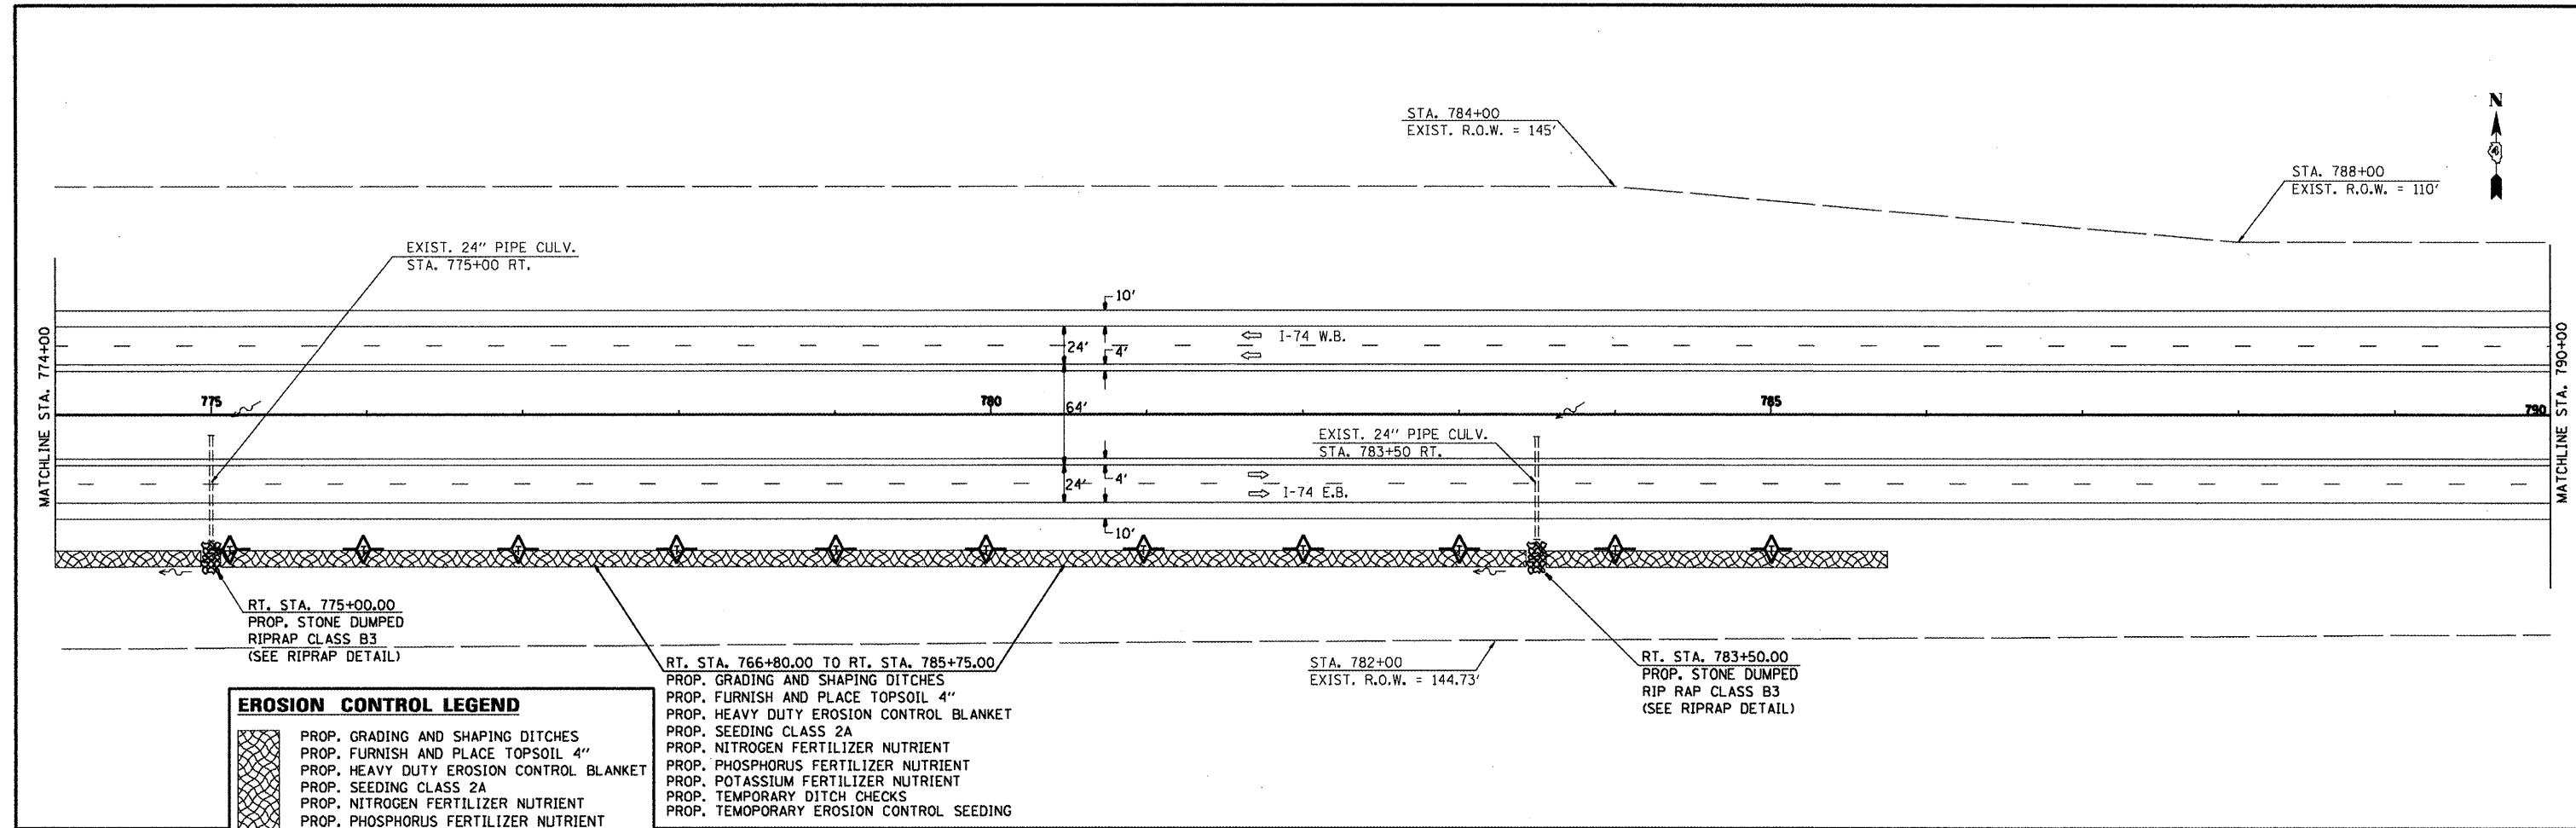 STA. 784+00
EXIST. R.O.W. = 145'
N
STA. 788+00
EXIST. R.O.W. = 110'
EXIST. 24" PIPE CULV.
STA. 775+00 RT.
MATCHLINE STA. 774+00
10'
24'
4'
I-74 W.B.
775
780
64'
785
790
MATCHLINE STA. 790+00
EXIST. 24" PIPE CULV.
STA. 783+50 RT.
24'
4'
I-74 E.B.
10'
T T T T T T T T T T T
RT. STA. 775+00.00
PROP. STONE DUMPED
RIPRAP CLASS B3
(SEE RIPRAP DETAIL)
RT. STA. 766+80.00 TO RT. STA. 785+75.00
PROP. GRADING AND SHAPING DITCHES
PROP. FURNISH AND PLACE TOPSOIL 4"
PROP. HEAVY DUTY EROSION CONTROL BLANKET
PROP. SEEDING CLASS 2A
PROP. NITROGEN FERTILIZER NUTRIENT
PROP. PHOSPHORUS FERTILIZER NUTRIENT
PROP. POTASSIUM FERTILIZER NUTRIENT
PROP. TEMPORARY DITCH CHECKS
PROP. TEMOPORARY EROSION CONTROL SEEDING
STA. 782+00
EXIST. R.O.W. = 144.73'
RT. STA. 783+50.00
PROP. STONE DUMPED
RIP RAP CLASS B3
(SEE RIPRAP DETAIL)
EROSION CONTROL LEGEND
PROP. GRADING AND SHAPING DITCHES
PROP. FURNISH AND PLACE TOPSOIL 4"
PROP. HEAVY DUTY EROSION CONTROL BLANKET
PROP. SEEDING CLASS 2A
PROP. NITROGEN FERTILIZER NUTRIENT
PROP. PHOSPHORUS FERTILIZER NUTRIENT